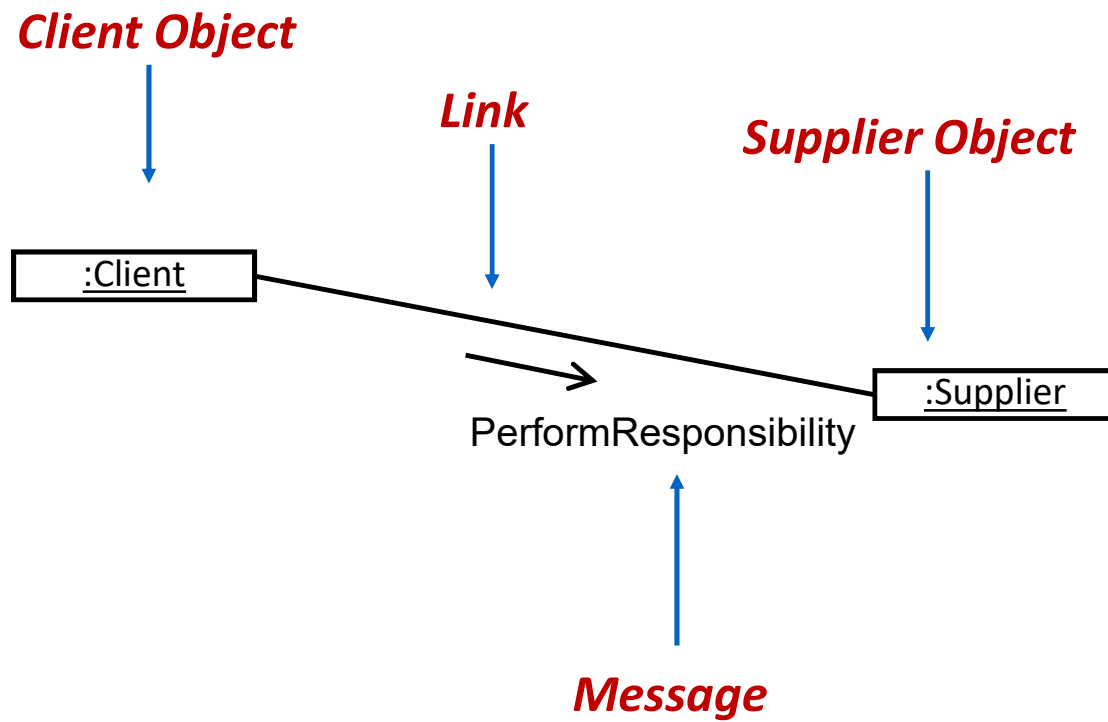 Client Object
Link
Supplier Object
:Client
:Supplier
PerformResponsibility
Message